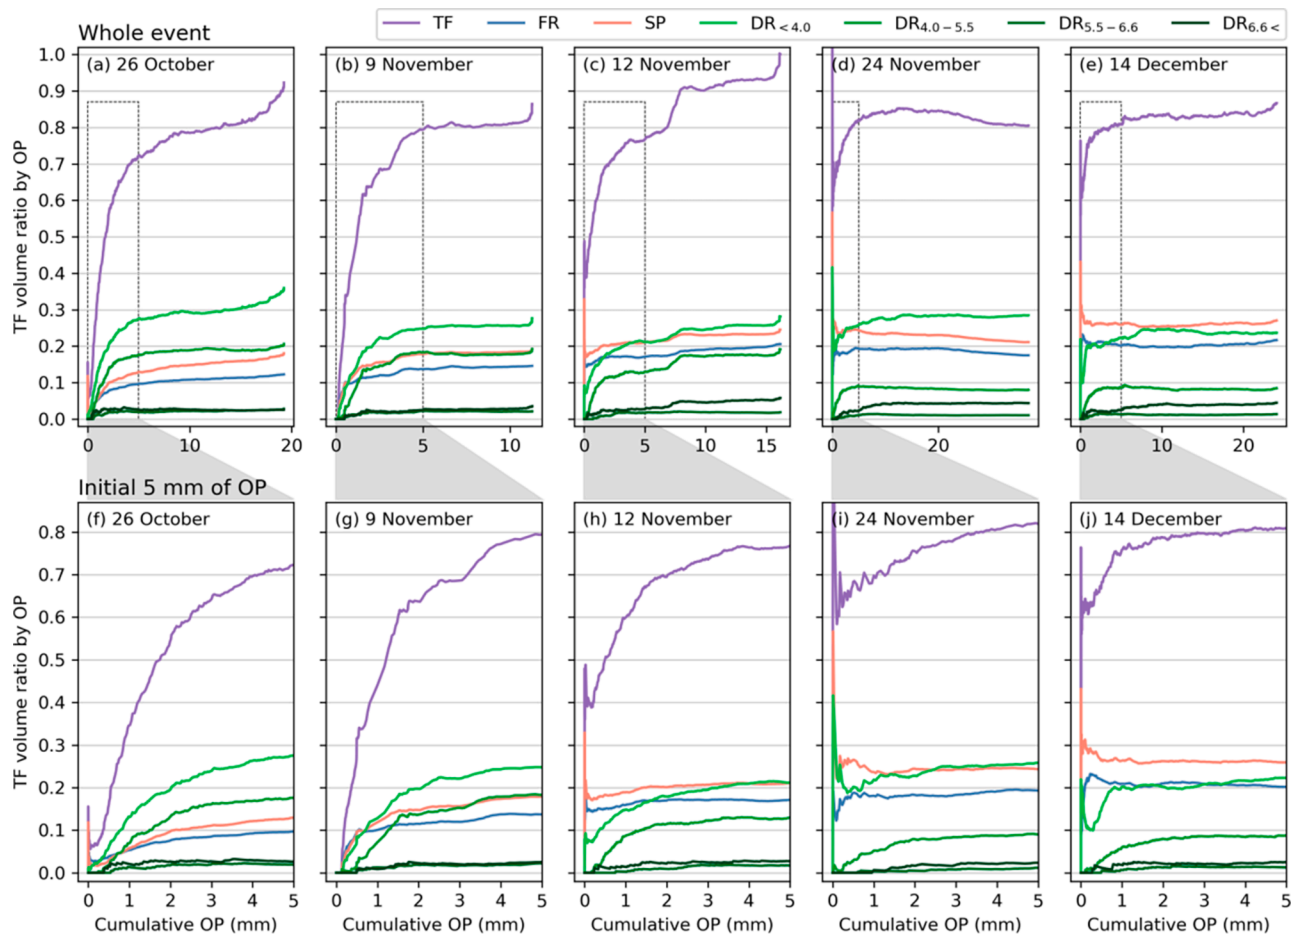 TF FR SP DR<4.0 DR4.0−5.5 DR5.5−6.6 DR6.6<
Whole event
(a) 26 October (b) 9 November (c) 12 November (d) 24 November (e) 14 December
TF volume ratio by OP
1.0
0.9
0.8
0.7
0.6
0.5
0.4
0.3
0.2
0.1
0.0
0 10 20 0 5 10 0 5 10 15 0 20 0 10 20
Initial 5 mm of OP
(f) 26 October (g) 9 November (h) 12 November (i) 24 November (j) 14 December
TF volume ratio by OP
0.8
0.7
0.6
0.5
0.4
0.3
0.2
0.1
0.0
0 1 2 3 4 5 0 1 2 3 4 5 0 1 2 3 4 5 0 1 2 3 4 5 0 1 2 3 4 5
Cumulative OP (mm) Cumulative OP (mm) Cumulative OP (mm) Cumulative OP (mm) Cumulative OP (mm)